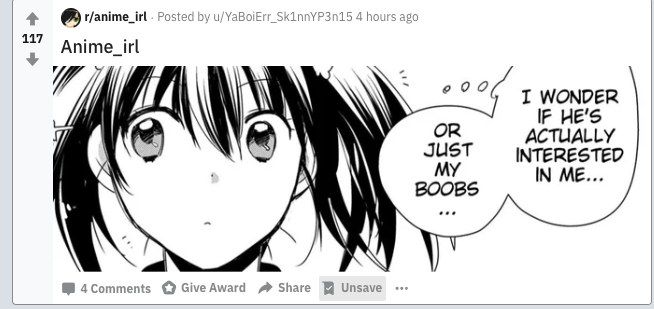 r/anime_irl · Posted by u/YaBoiErr_Sk1nnYP3n15 4 hours ago
117
Anime_irl
I WONDER
IF HE'S
ACTUALLY
INTERESTED
IN ME...
OR
JUST
MY
BOOBS
...
4 Comments Give Award Share Unsave ...